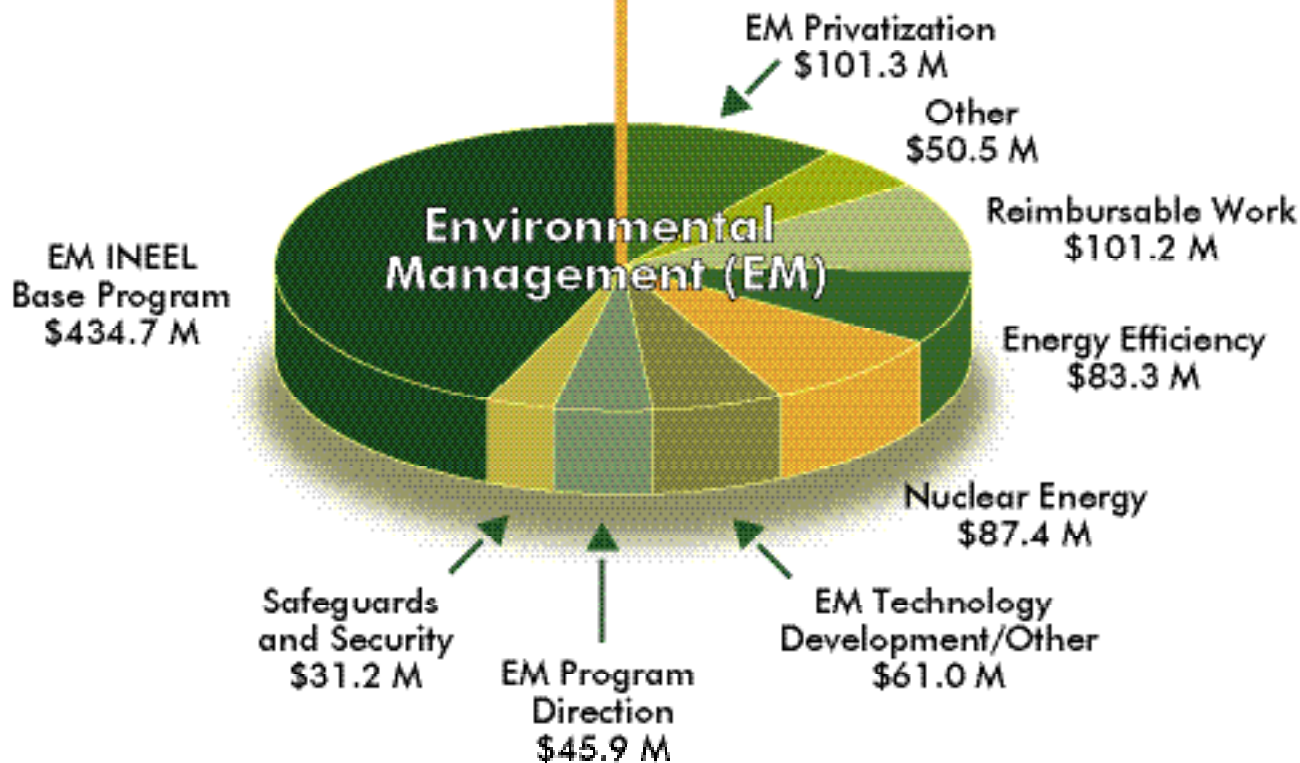 EM Privatization
$101.3 M
Other
$50.5 M
Reimbursable Work
$101.2 M
Environmental
Management (EM)
EM INEEL
Base Program
$434.7 M
Energy Efficiency
$83.3 M
Nuclear Energy
$87.4 M
Safeguards
and Security
$31.2 M
EM Program
Direction
$45.9 M
EM Technology
Development/Other
$61.0 M